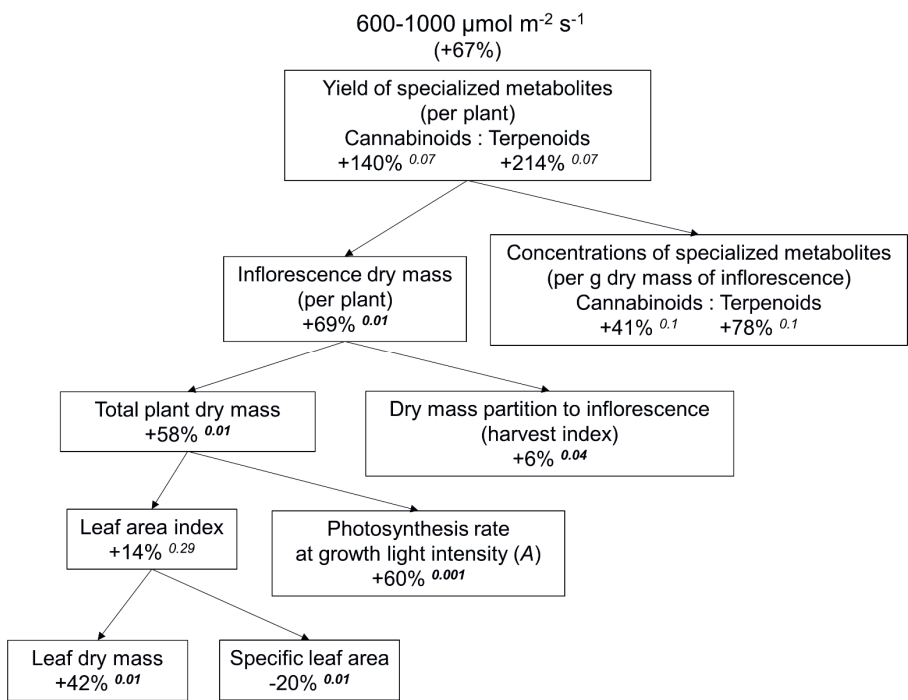 600-1000 µmol m⁻² s⁻¹
(+67%)
Yield of specialized metabolites
(per plant)
Cannabinoids : Terpenoids
+140% 0.07 +214% 0.07
Inflorescence dry mass
(per plant)
+69% 0.01
Concentrations of specialized metabolites
(per g dry mass of inflorescence)
Cannabinoids : Terpenoids
+41% 0.1 +78% 0.1
Total plant dry mass
+58% 0.01
Dry mass partition to inflorescence
(harvest index)
+6% 0.04
Leaf area index
+14% 0.29
Photosynthesis rate
at growth light intensity (A)
+60% 0.001
Leaf dry mass
+42% 0.01
Specific leaf area
-20% 0.01